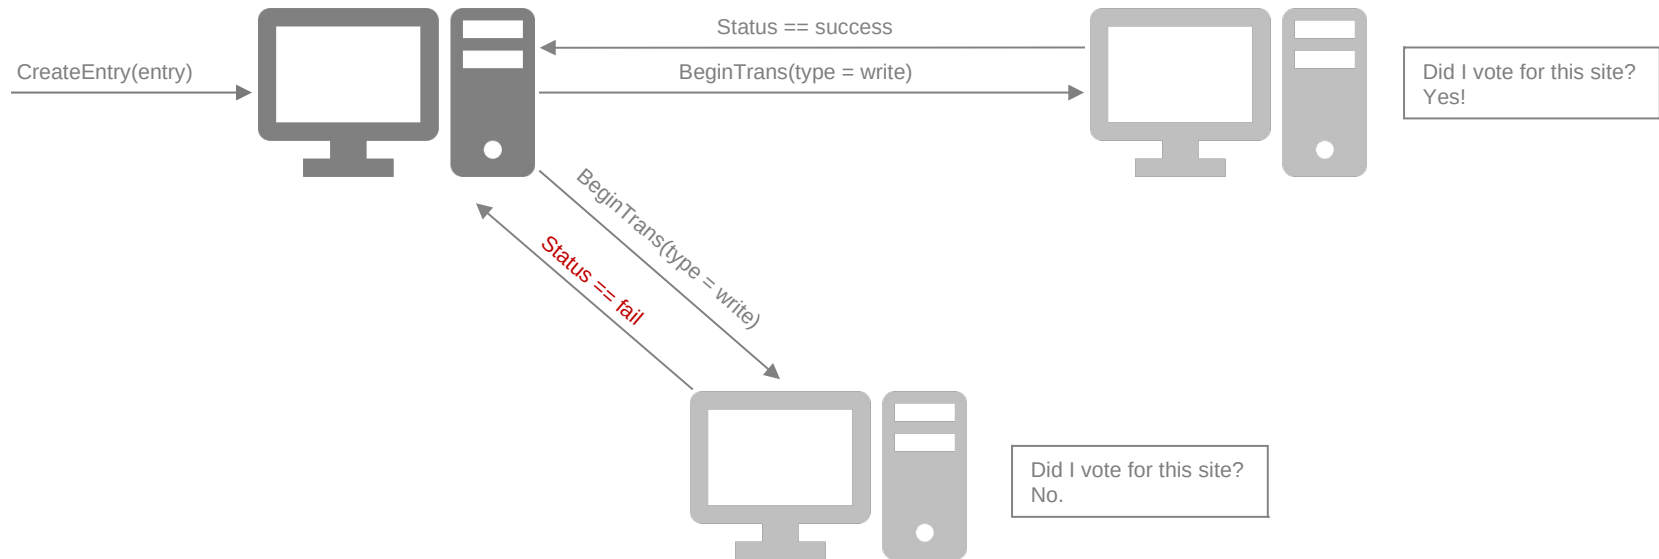 Status == success
CreateEntry(entry)
BeginTrans(type = write)
Did I vote for this site?
Yes!
BeginTrans(type = write)
Status == fail
Did I vote for this site?
No.